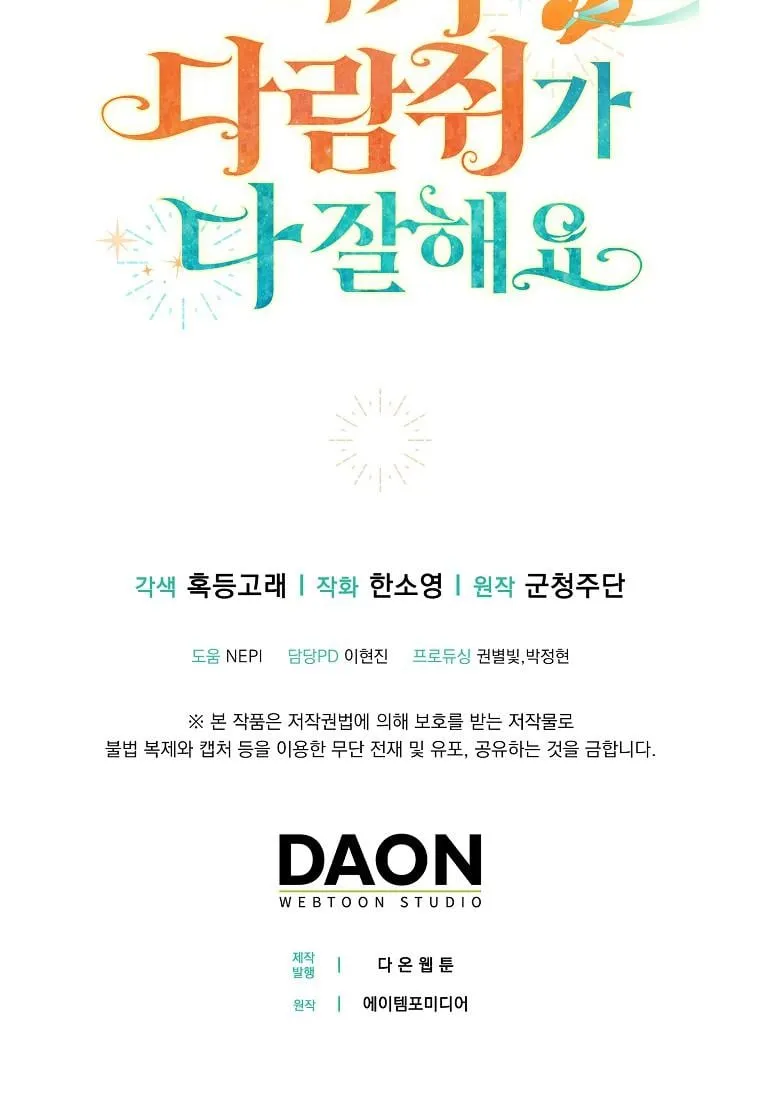 다람쥐가
다 잘해요
각색 혹등고래 | 작화 한소영 | 원작 군청주단
도움 NEPI 담당PD 이현진 프로듀싱 권별빛,박정현
※ 본 작품은 저작권법에 의해 보호를 받는 저작물로
불법 복제와 캡처 등을 이용한 무단 전재 및 유포, 공유하는 것을 금합니다.
DAON
WEBTOON STUDIO
제작
발행 | 다온웹툰
원작 | 에이템포미디어